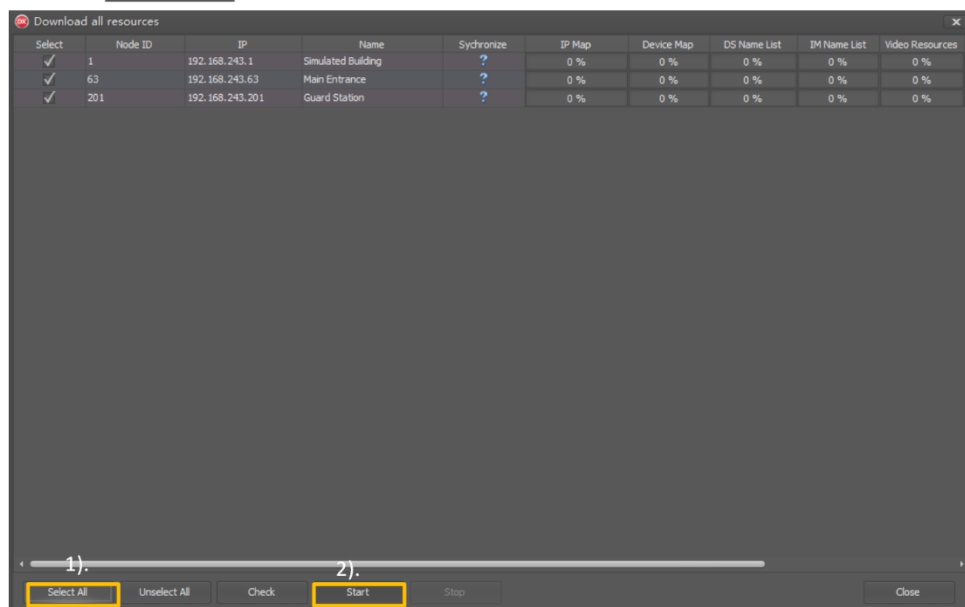 DX Download all resources x
Select Node ID IP Name Sychronize IP Map Device Map DS Name List IM Name List Video Resources
1 192.168.243.1 Simulated Building ? 0 % 0 % 0 % 0 % 0 %
63 192.168.243.63 Main Entrance ? 0 % 0 % 0 % 0 % 0 %
201 192.168.243.201 Guard Station ? 0 % 0 % 0 % 0 % 0 %
1). 2).
Select All Unselect All Check Start Stop Close